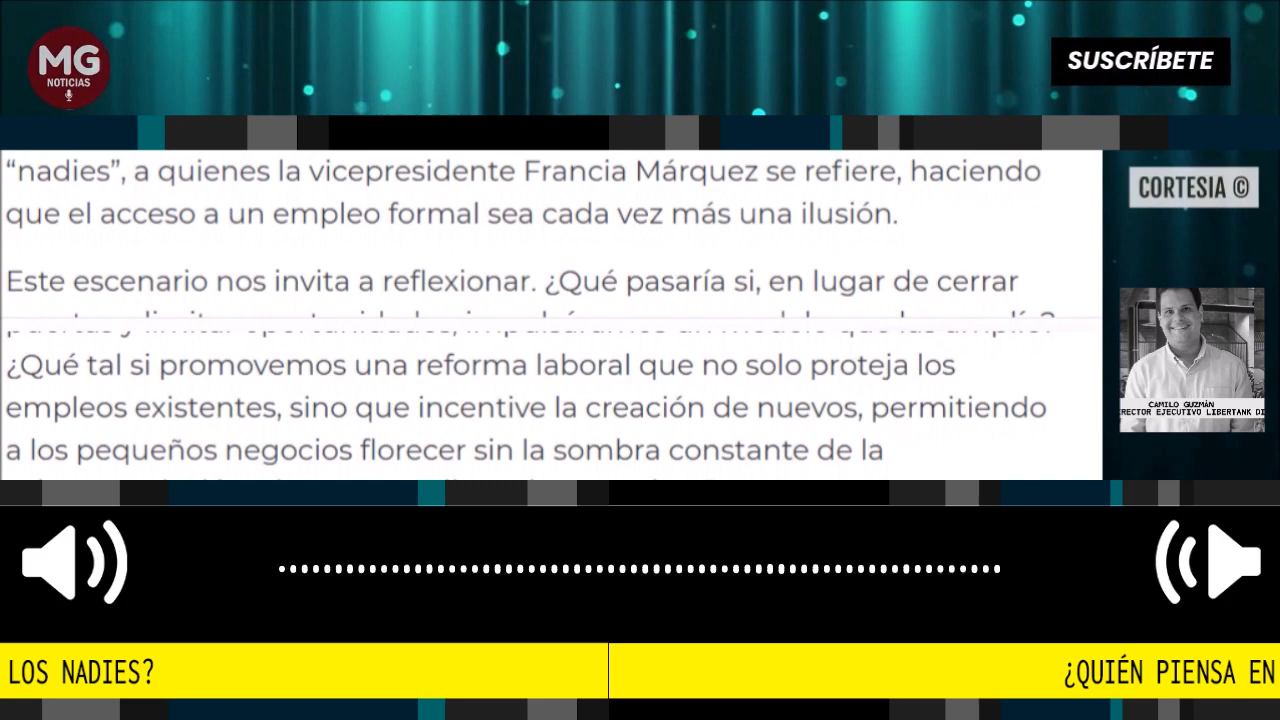 MG
NOTICIAS
SUSCRÍBETE
“nadies”, a quienes la vicepresidente Francia Márquez se refiere, haciendo
que el acceso a un empleo formal sea cada vez más una ilusión.
Este escenario nos invita a reflexionar. ¿Qué pasaría si, en lugar de cerrar
¿Qué tal si promovemos una reforma laboral que no solo proteja los
empleos existentes, sino que incentive la creación de nuevos, permitiendo
a los pequeños negocios florecer sin la sombra constante de la
CORTESIA ©
CAMILO GUZMÁN
RECTOR EJECUTIVO LIBERTANK DI
LOS NADIES?
¿QUIÉN PIENSA EN